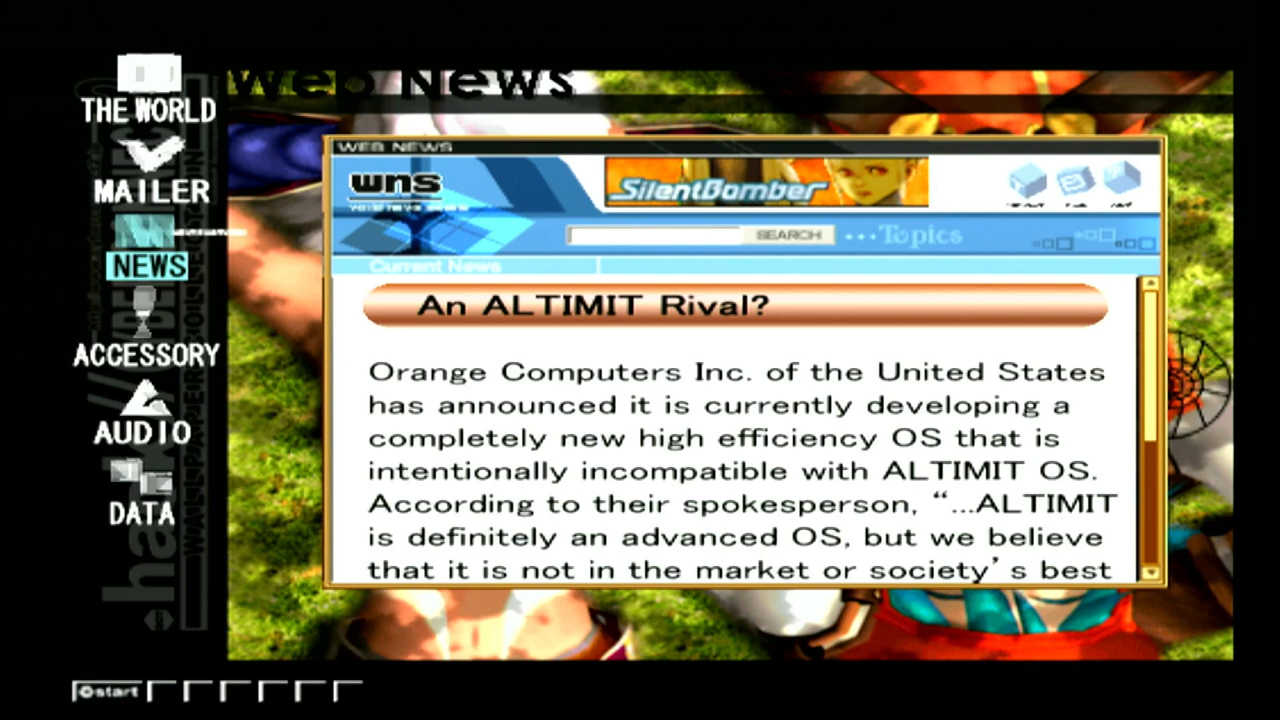 Web News
THE WORLD
MAILER
NEWS
ACCESSORY
AUDIO
DATA
WEB NEWS
wns
SilentBomber
SEARCH
...Topics
Current News
An ALTIMIT Rival?
Orange Computers Inc. of the United States
has announced it is currently developing a
completely new high efficiency OS that is
intentionally incompatible with ALTIMIT OS.
According to their spokesperson, “...ALTIMIT
is definitely an advanced OS, but we believe
that it is not in the market or society’s best
start